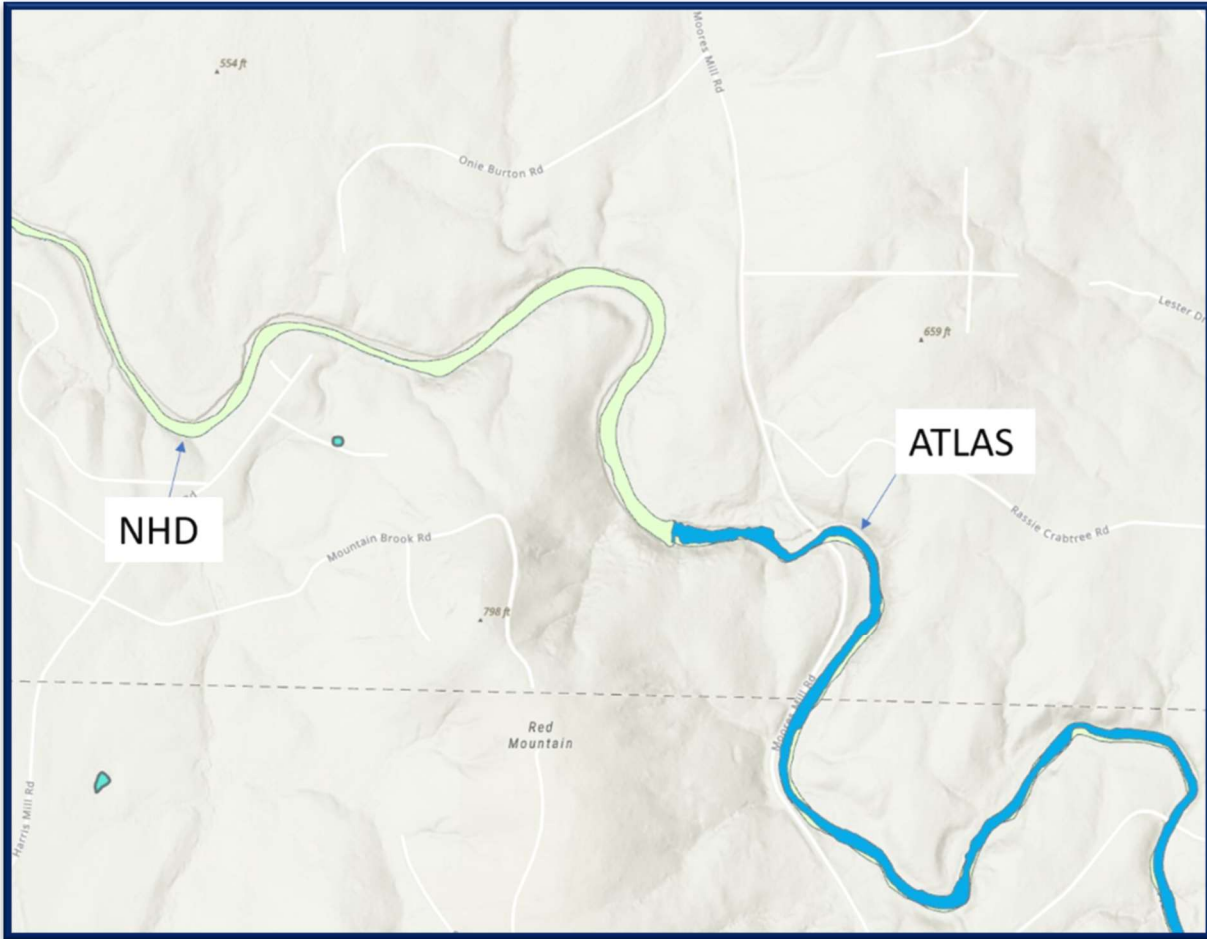 Moores Mill Rd
554 ft
Onie Burton Rd
Lester Dr
659 ft
ATLAS
NHD
Rassie Crabtree Rd
Mountain Brook Rd
798 ft
Moores Mill Rd
Red
Mountain
Harris Mill Rd